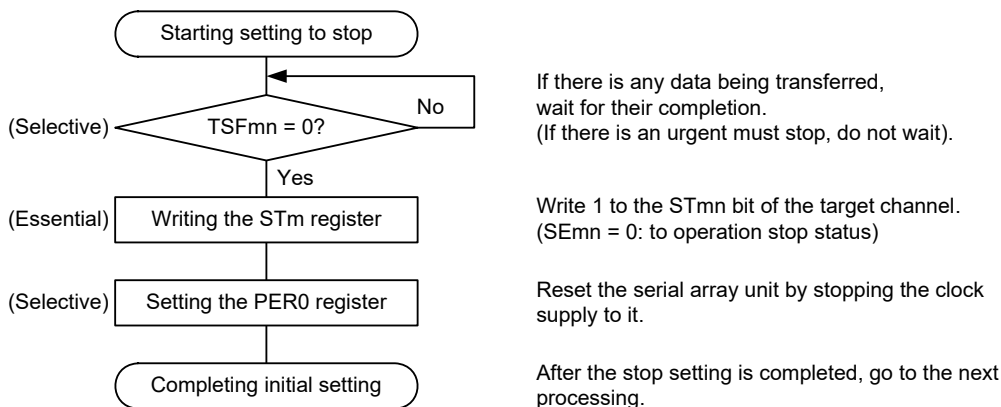 Starting setting to stop
If there is any data being transferred,
wait for their completion.
(If there is an urgent must stop, do not wait).
No
(Selective)
TSFmn = 0?
Yes
(Essential)
Writing the STm register
Write 1 to the STmn bit of the target channel.
(SEmn = 0: to operation stop status)
(Selective)
Setting the PER0 register
Reset the serial array unit by stopping the clock
supply to it.
Completing initial setting
After the stop setting is completed, go to the next
processing.